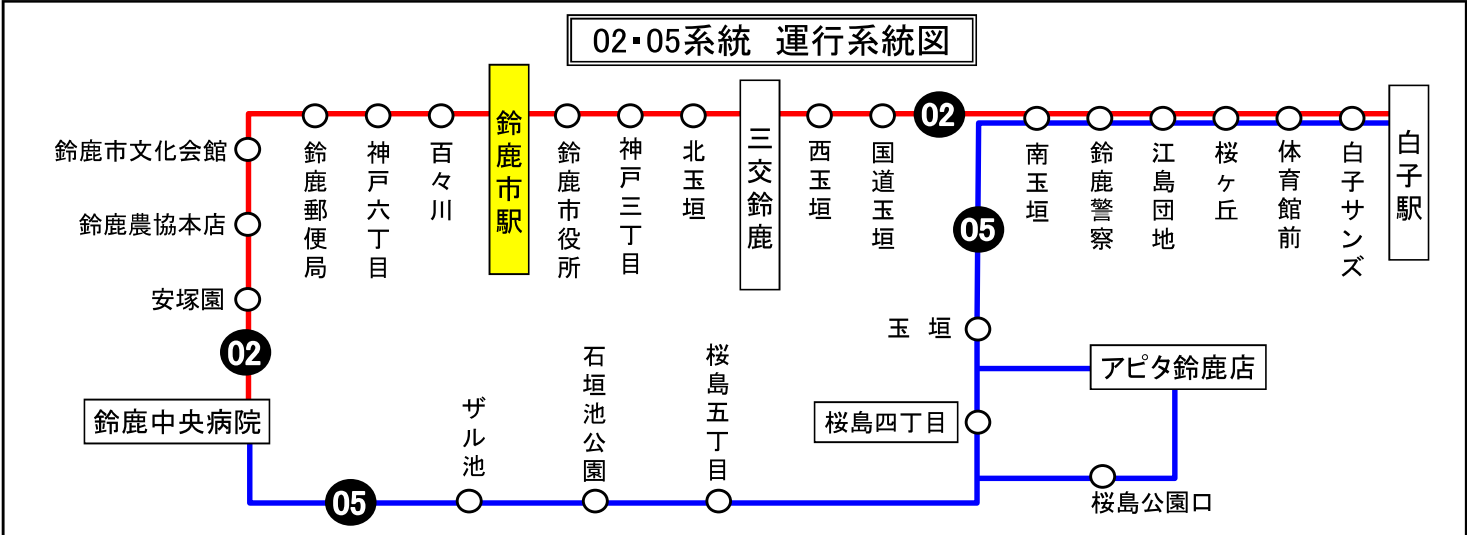 02・05系統 運行系統図
鈴鹿市文化会館
鈴鹿農協本店
安塚園
02
鈴鹿中央病院
鈴鹿郵便局
神戸六丁目
百々川
鈴鹿市駅
鈴鹿市役所
神戸三丁目
北玉垣
三交鈴鹿
西玉垣
国道玉垣
02
南玉垣
鈴鹿警察
江島団地
桜ヶ丘
体育館前
白子サンズ
白子駅
05
玉垣
アピタ鈴鹿店
桜島四丁目
桜島公園口
05
ザル池
石垣池公園
桜島五丁目